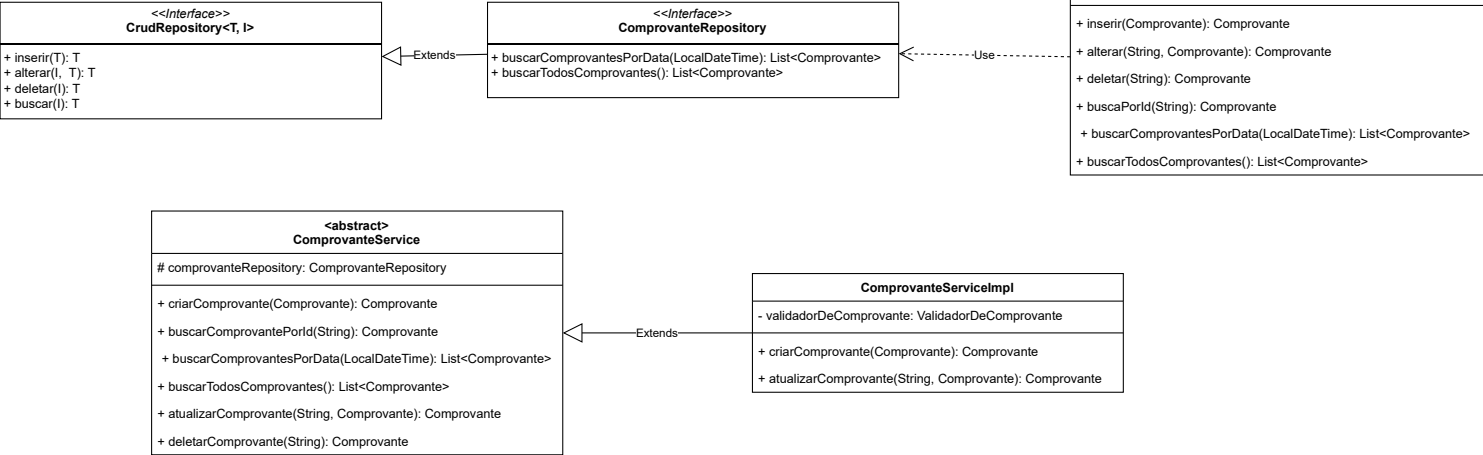 <<Interface>>
CrudRepository<T, I>
+ inserir(T): T
+ alterar(I,  T): T
+ deletar(I): T
+ buscar(I): T
Extends
<<Interface>>
ComprovanteRepository
+ buscarComprovantesPorData(LocalDateTime): List<Comprovante>
+ buscarTodosComprovantes(): List<Comprovante>
Use
+ inserir(Comprovante): Comprovante
+ alterar(String, Comprovante): Comprovante
+ deletar(String): Comprovante
+ buscaPorId(String): Comprovante
+ buscarComprovantesPorData(LocalDateTime): List<Comprovante>
+ buscarTodosComprovantes(): List<Comprovante>
<abstract>
ComprovanteService
# comprovanteRepository: ComprovanteRepository
+ criarComprovante(Comprovante): Comprovante
+ buscarComprovantePorId(String): Comprovante
+ buscarComprovantesPorData(LocalDateTime): List<Comprovante>
+ buscarTodosComprovantes(): List<Comprovante>
+ atualizarComprovante(String, Comprovante): Comprovante
+ deletarComprovante(String): Comprovante
Extends
ComprovanteServiceImpl
- validadorDeComprovante: ValidadorDeComprovante
+ criarComprovante(Comprovante): Comprovante
+ atualizarComprovante(String, Comprovante): Comprovante